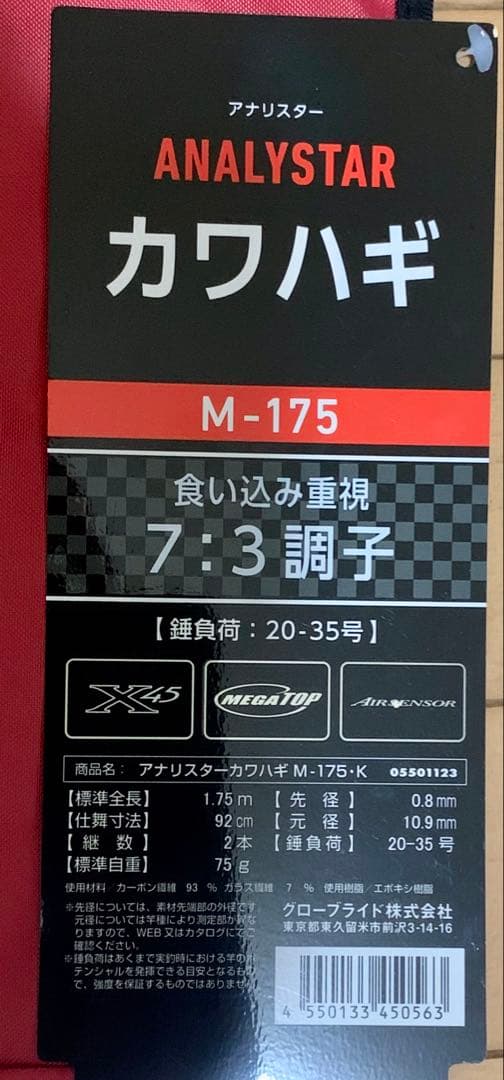 アナリスター
ANALYSTAR
カワハギ
M-175
食い込み重視
7:3調子
【錘負荷:20-35号】
X45 MEGATOP AIRSENSOR
商品名: アナリスターカワハギ M-175・K 05501123
【標準全長】 1.75m 【先径】 0.8mm
【仕舞寸法】 92cm 【元径】 10.9mm
【継数】 2本 【錘負荷】 20-35号
【標準自重】 75g
使用材料/カーボン繊維 93 % ガラス繊維 7 % 使用樹脂/エポキシ樹脂
※先径については、素材先端部の外径です
元径については竿種により測定部が異な
りますので、WEB又はカタログにてご
確認ください。
※錘負荷はあくまで実釣時における竿のポ
テンシャルを発揮できる目安となるもの
で、強度を保証するものではありません
グローブライド株式会社
東京都東久留米市前沢3-14-16
4 550133 450563